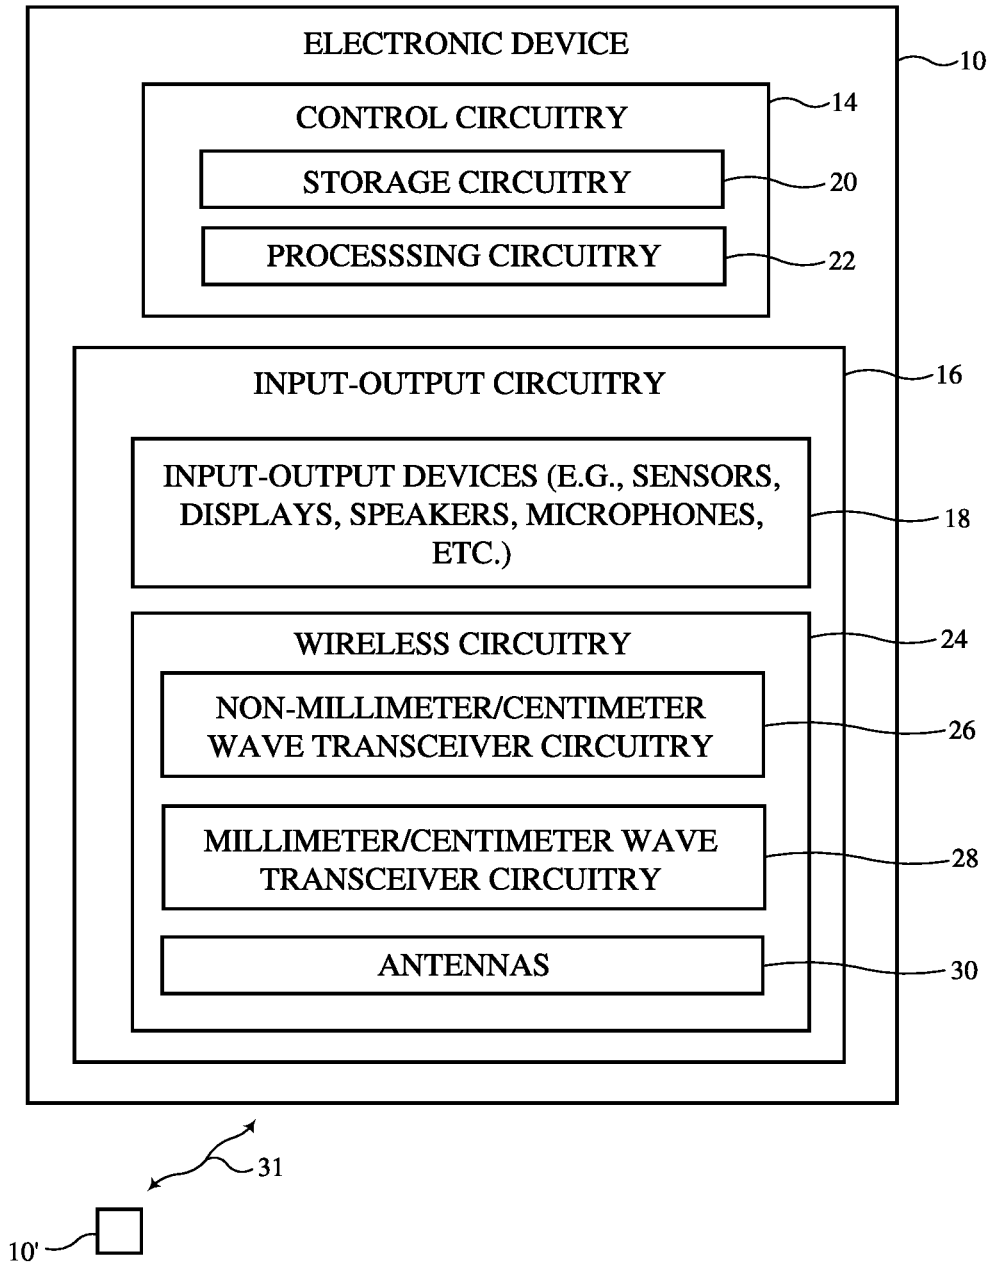 ELECTRONIC DEVICE
10
CONTROL CIRCUITRY
14
STORAGE CIRCUITRY
20
PROCESSSING CIRCUITRY
22
INPUT-OUTPUT CIRCUITRY
16
INPUT-OUTPUT DEVICES (E.G., SENSORS,
DISPLAYS, SPEAKERS, MICROPHONES,
ETC.)
18
WIRELESS CIRCUITRY
24
NON-MILLIMETER/CENTIMETER
WAVE TRANSCEIVER CIRCUITRY
26
MILLIMETER/CENTIMETER WAVE
TRANSCEIVER CIRCUITRY
28
ANTENNAS
30
31
10'